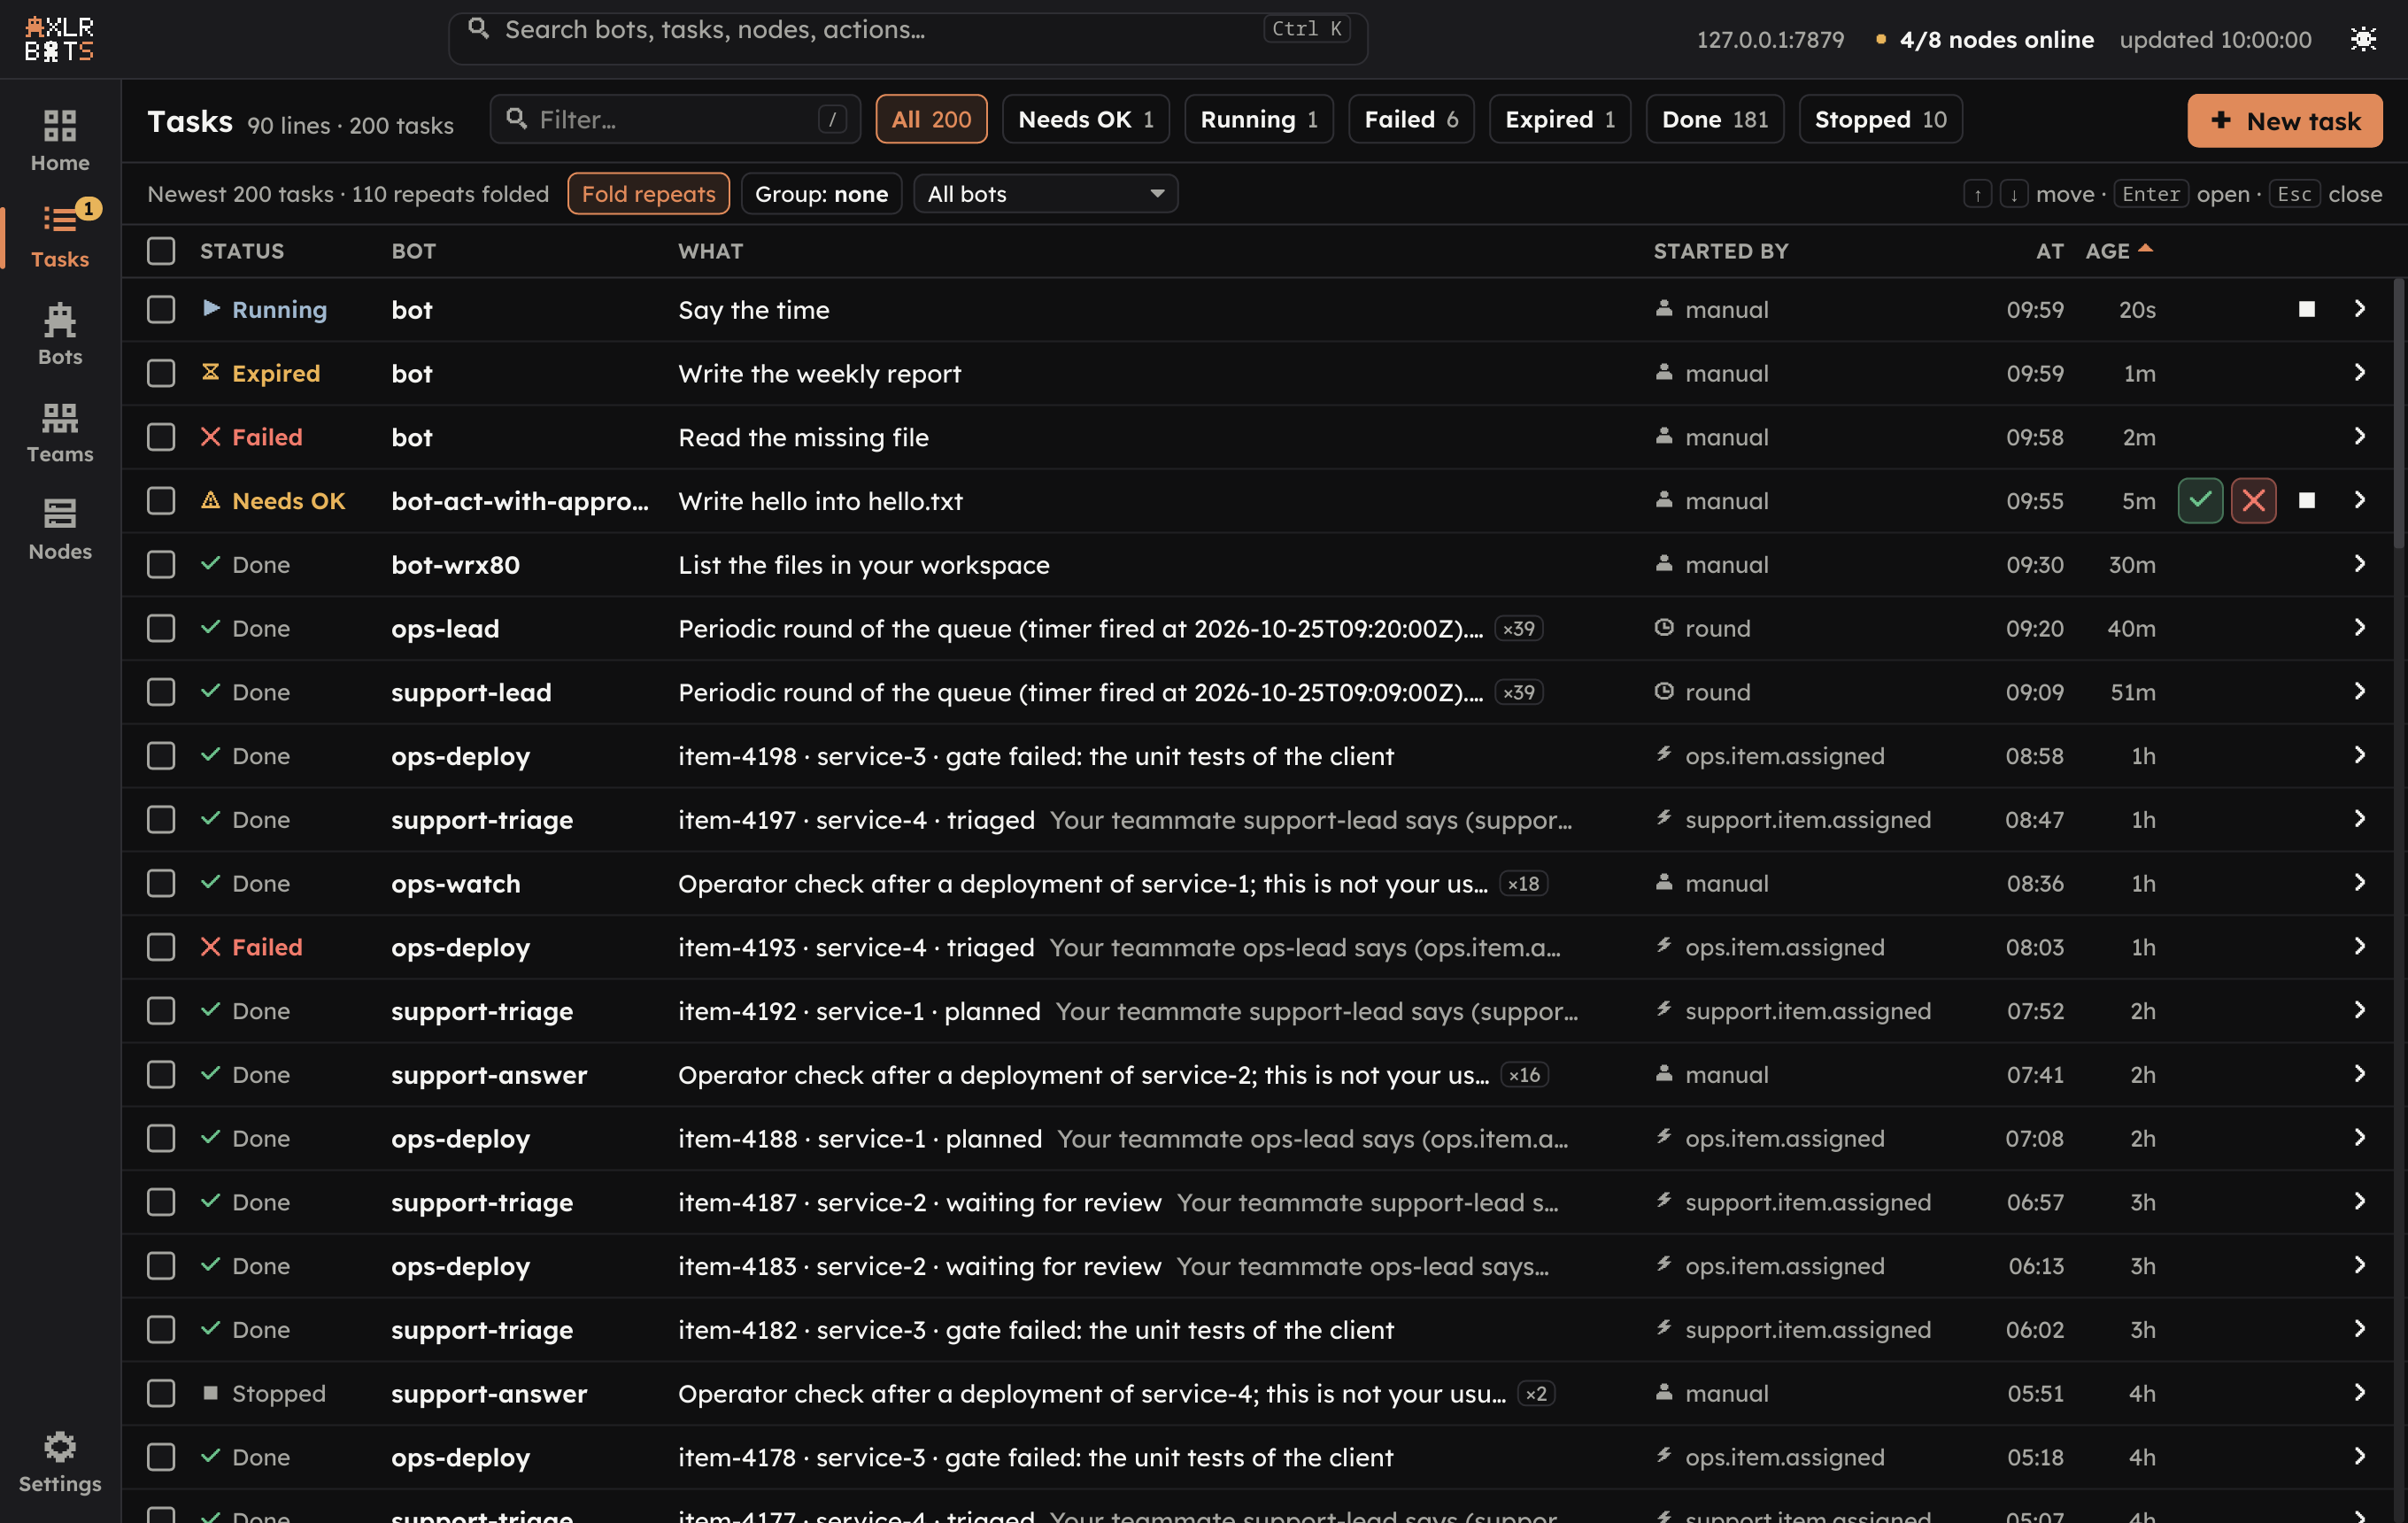 AXLR BOTS
Search bots, tasks, nodes, actions... Ctrl K
127.0.0.1:7879 4/8 nodes online updated 10:00:00
Home
Tasks 1
Bots
Teams
Nodes
Settings
Tasks 90 lines · 200 tasks Filter... / All 200 Needs OK 1 Running 1 Failed 6 Expired 1 Done 181 Stopped 10 + New task
Newest 200 tasks · 110 repeats folded Fold repeats Group: none All bots ↑ ↓ move · Enter open · Esc close
STATUS BOT WHAT STARTED BY AT AGE
Running bot Say the time manual 09:59 20s
Expired bot Write the weekly report manual 09:59 1m
Failed bot Read the missing file manual 09:58 2m
Needs OK bot-act-with-appro... Write hello into hello.txt manual 09:55 5m
Done bot-wrx80 List the files in your workspace manual 09:30 30m
Done ops-lead Periodic round of the queue (timer fired at 2026-10-25T09:20:00Z).... ×39 round 09:20 40m
Done support-lead Periodic round of the queue (timer fired at 2026-10-25T09:09:00Z).... ×39 round 09:09 51m
Done ops-deploy item-4198 · service-3 · gate failed: the unit tests of the client ops.item.assigned 08:58 1h
Done support-triage item-4197 · service-4 · triaged Your teammate support-lead says (suppor... support.item.assigned 08:47 1h
Done ops-watch Operator check after a deployment of service-1; this is not your us... ×18 manual 08:36 1h
Failed ops-deploy item-4193 · service-4 · triaged Your teammate ops-lead says (ops.item.a... ops.item.assigned 08:03 1h
Done support-triage item-4192 · service-1 · planned Your teammate support-lead says (suppor... support.item.assigned 07:52 2h
Done support-answer Operator check after a deployment of service-2; this is not your us... ×16 manual 07:41 2h
Done ops-deploy item-4188 · service-1 · planned Your teammate ops-lead says (ops.item.a... ops.item.assigned 07:08 2h
Done support-triage item-4187 · service-2 · waiting for review Your teammate support-lead s... support.item.assigned 06:57 3h
Done ops-deploy item-4183 · service-2 · waiting for review Your teammate ops-lead says... ops.item.assigned 06:13 3h
Done support-triage item-4182 · service-3 · gate failed: the unit tests of the client support.item.assigned 06:02 3h
Stopped support-answer Operator check after a deployment of service-4; this is not your usu... ×2 manual 05:51 4h
Done ops-deploy item-4178 · service-3 · gate failed: the unit tests of the client ops.item.assigned 05:18 4h
Done support-triage item-4177 · service-4 · triaged Your teammate support-lead says (suppor... support.item.assigned 05:07 4h